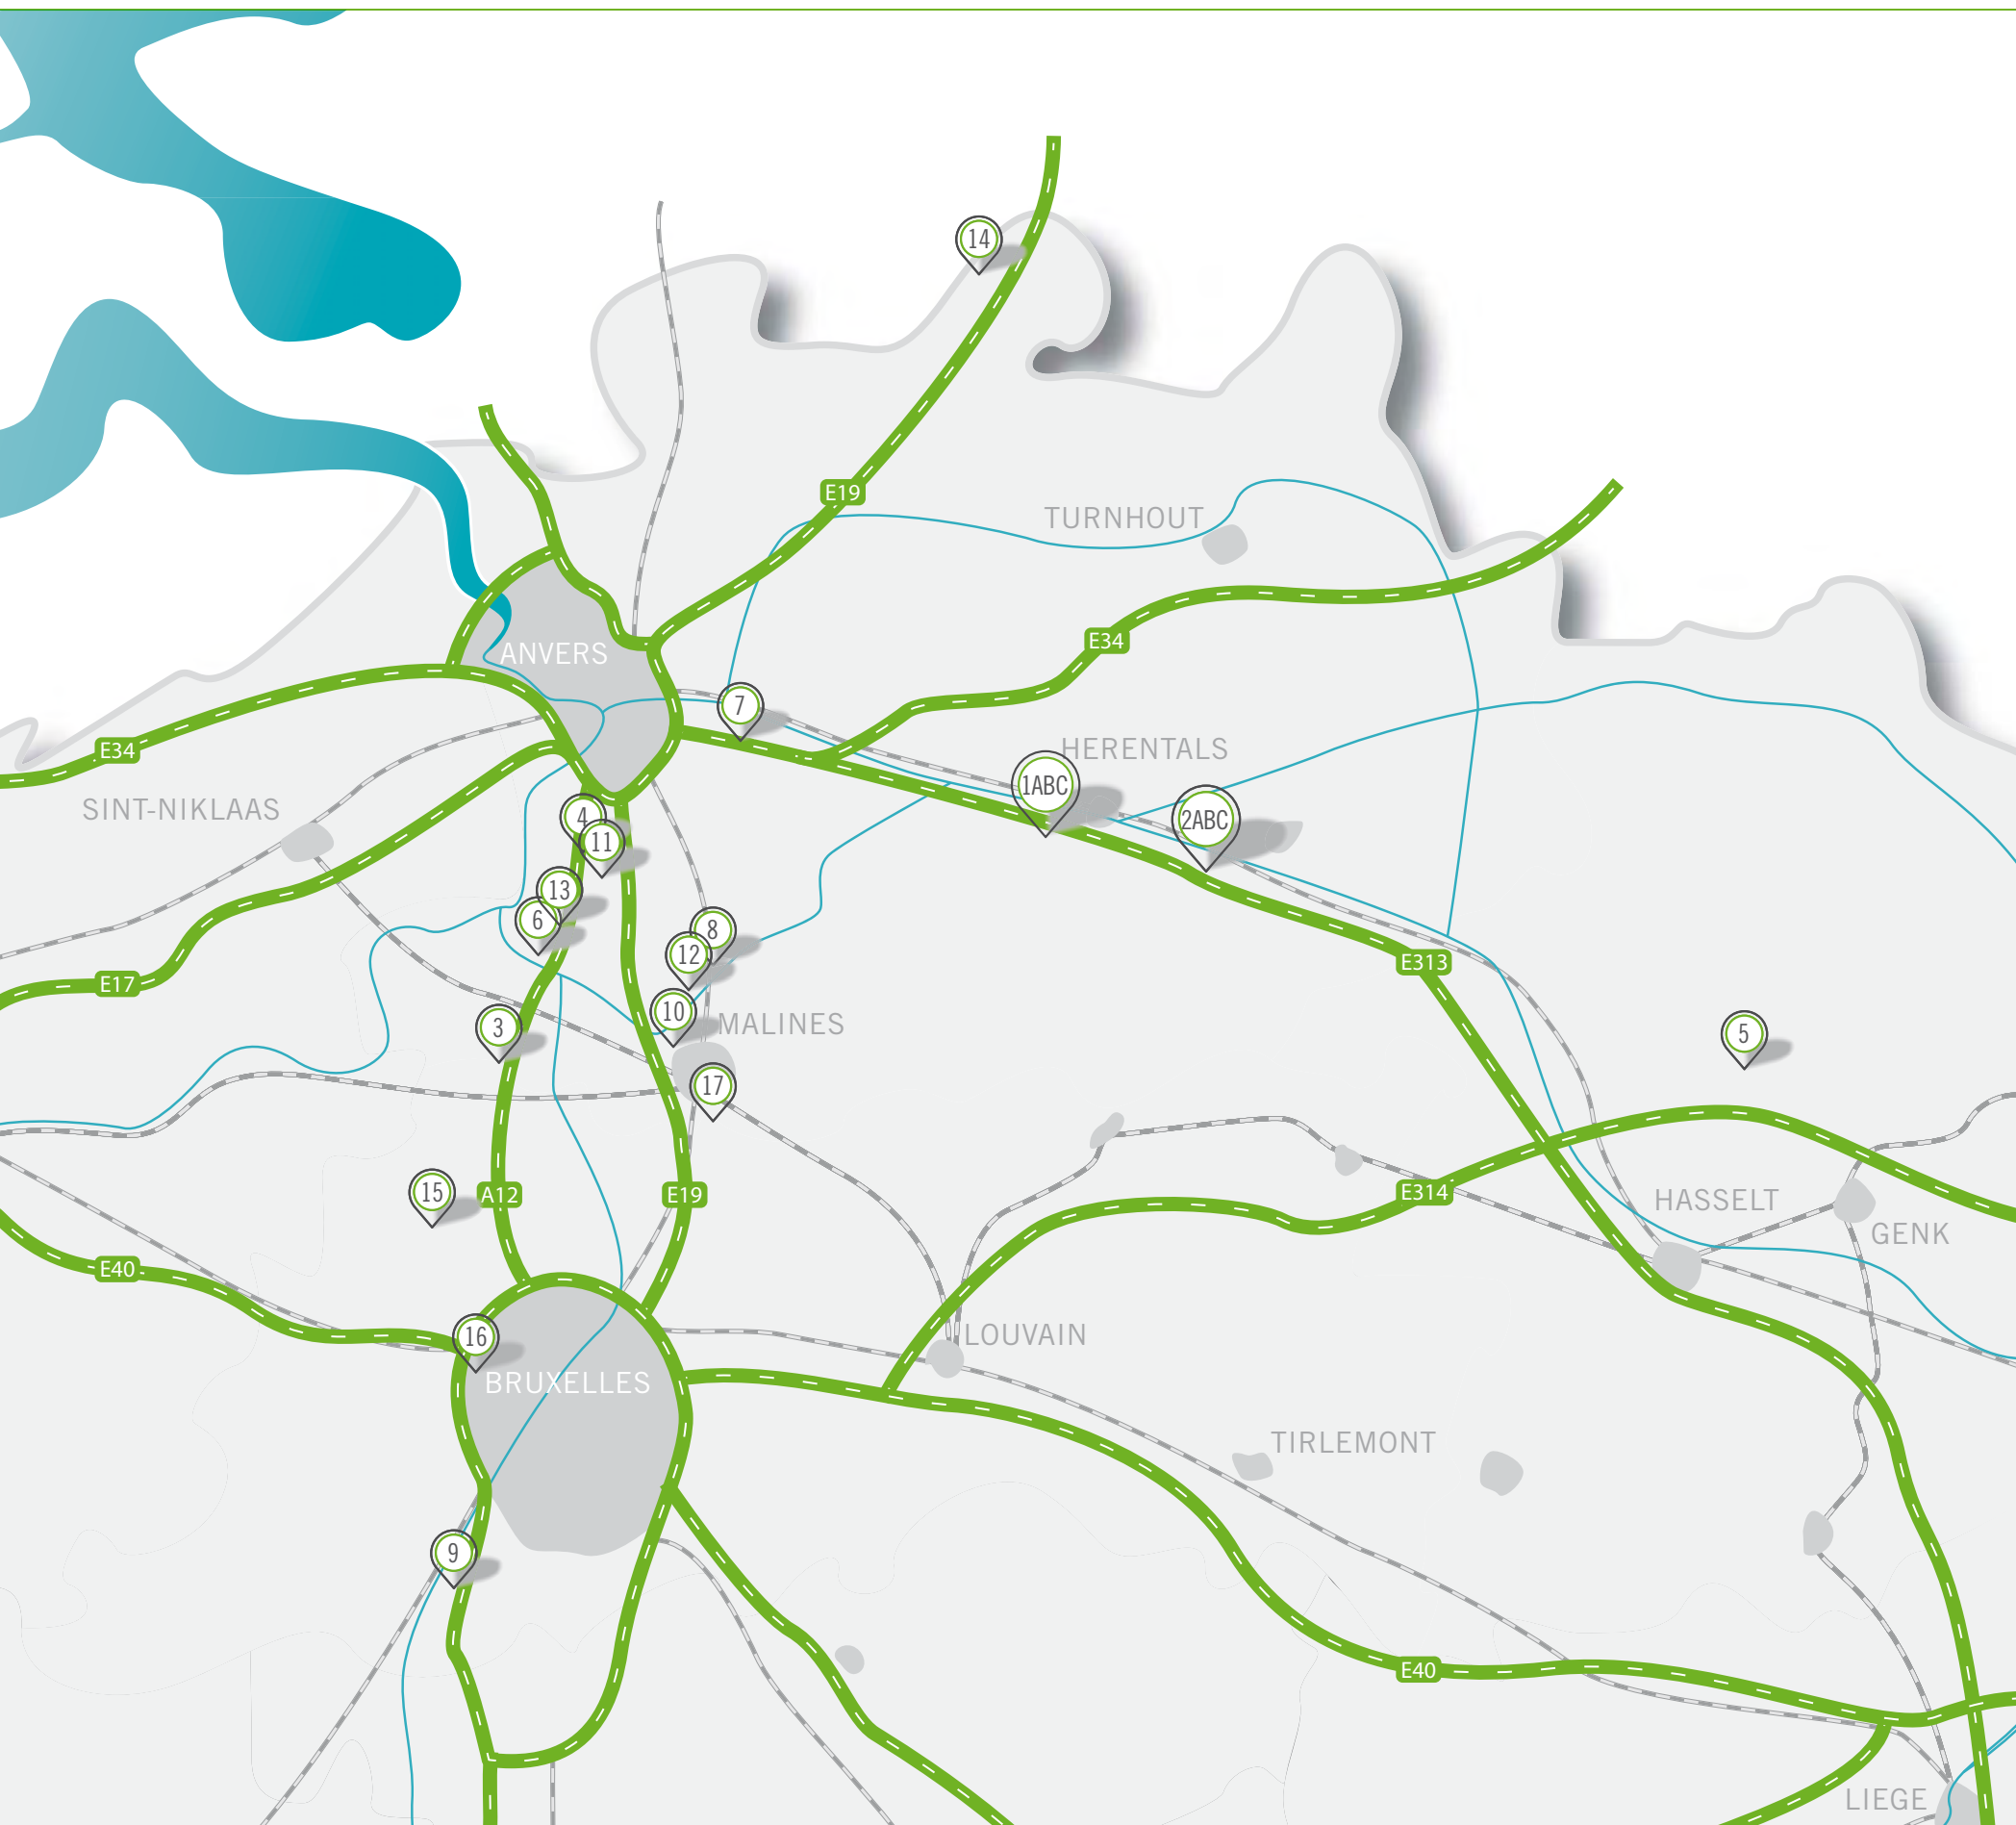 14
E19
TURNHOUT
E34
ANVERS
7
E34
HERENTALS
1ABC
2ABC
SINT-NIKLAAS
4
11
13
6
8
12
E17
E313
10
MALINES
3
5
17
15
A12
E19
E314
HASSELT
GENK
E40
16
LOUVAIN
BRUXELLES
TIRLEMONT
9
E40
LIEGE